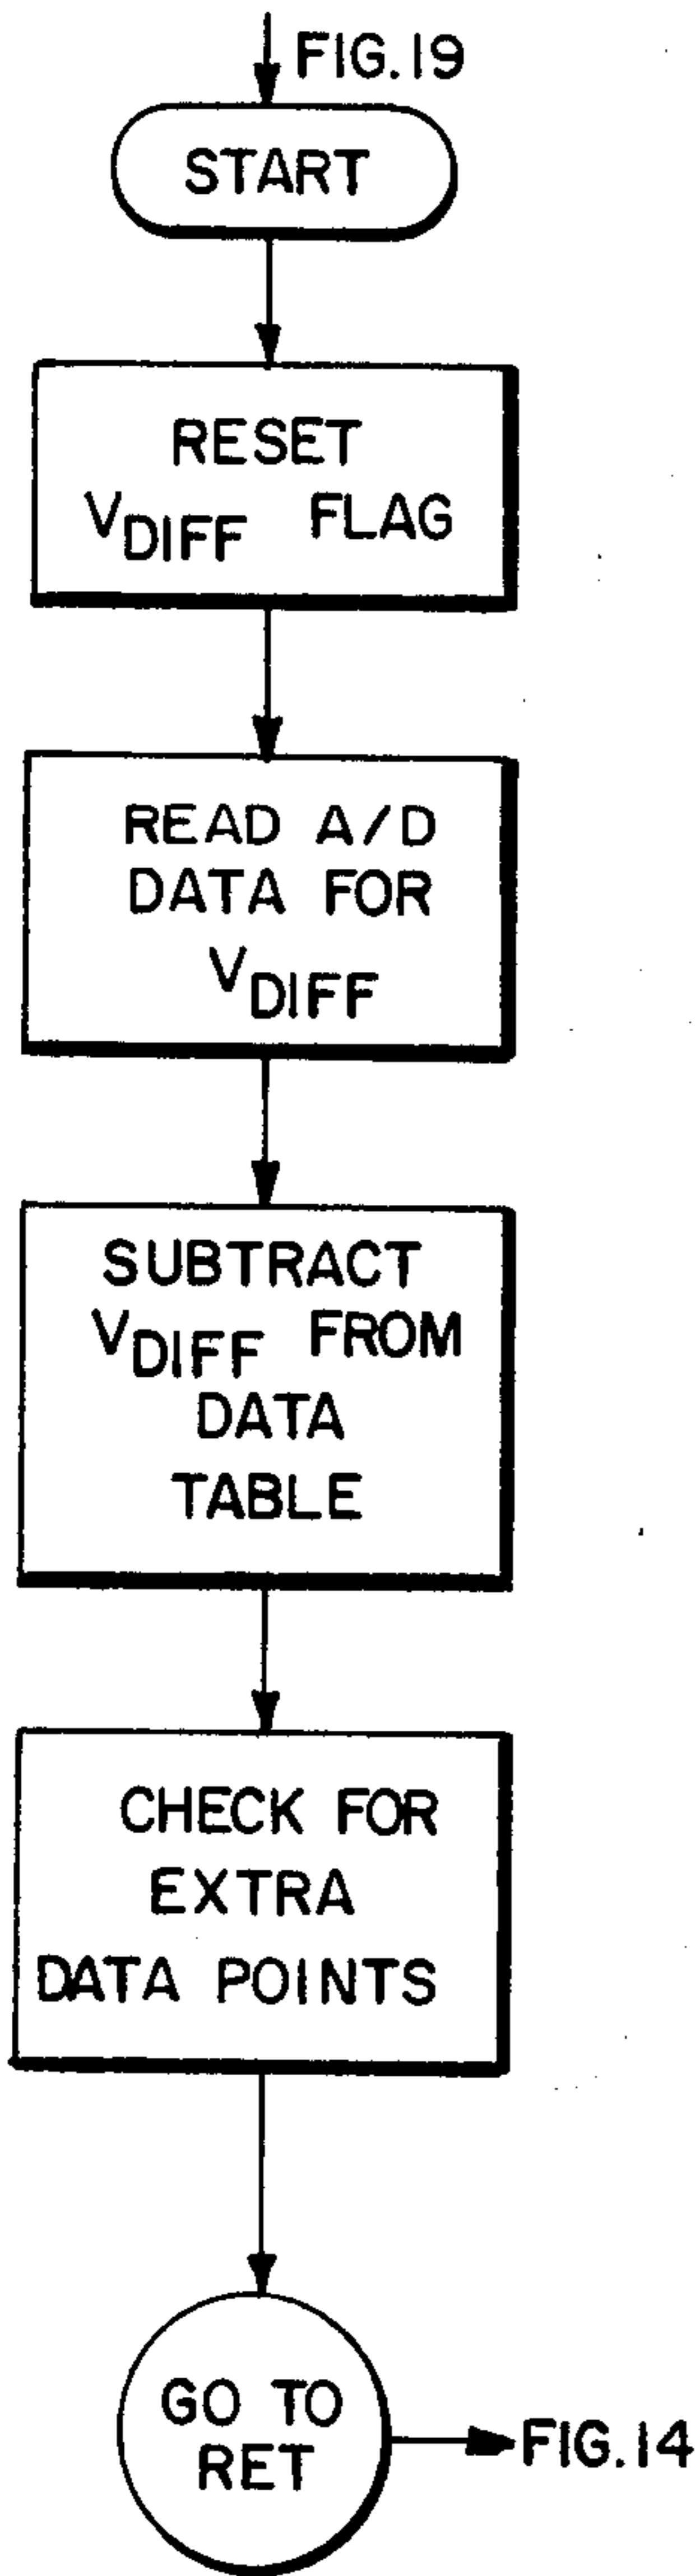 FIG.19
START
RESET
VDIFF FLAG
READ A/D
DATA FOR
VDIFF
SUBTRACT
VDIFF FROM
DATA
TABLE
CHECK FOR
EXTRA
DATA POINTS
GO TO
RET
FIG.14